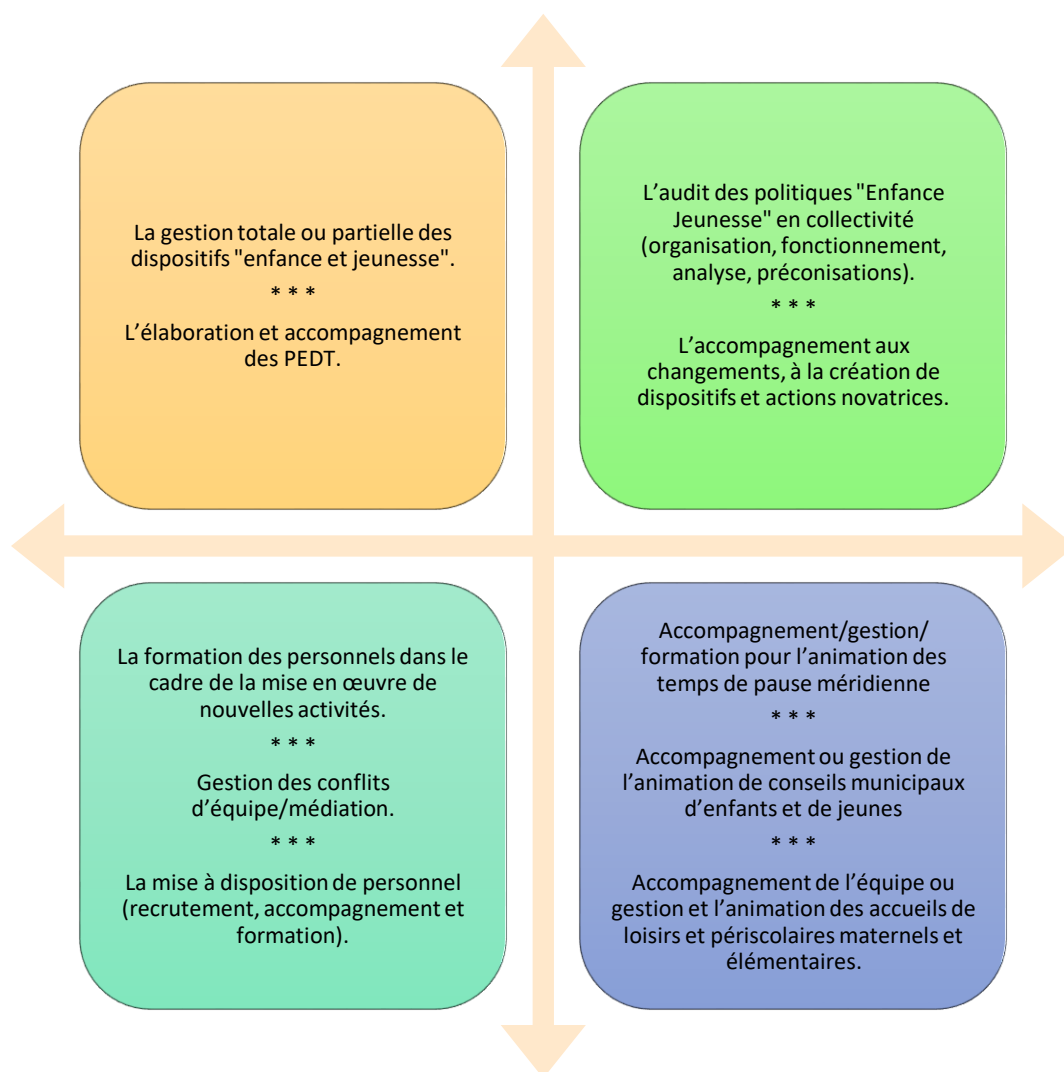 La gestion totale ou partielle des
dispositifs "enfance et jeunesse".
* * *
L'élaboration et accompagnement
des PEDT.
L'audit des politiques "Enfance
Jeunesse" en collectivité
(organisation, fonctionnement,
analyse, préconisations).
* * *
L'accompagnement aux
changements, à la création de
dispositifs et actions novatrices.
La formation des personnels dans le
cadre de la mise en œuvre de
nouvelles activités.
* * *
Gestion des conflits
d'équipe/médiation.
* * *
La mise à disposition de personnel
(recrutement, accompagnement et
formation).
Accompagnement/gestion/
formation pour l'animation des
temps de pause méridienne
* * *
Accompagnement ou gestion de
l'animation de conseils municipaux
d'enfants et de jeunes
* * *
Accompagnement de l'équipe ou
gestion et l'animation des accueils de
loisirs et périscolaires maternels et
élémentaires.